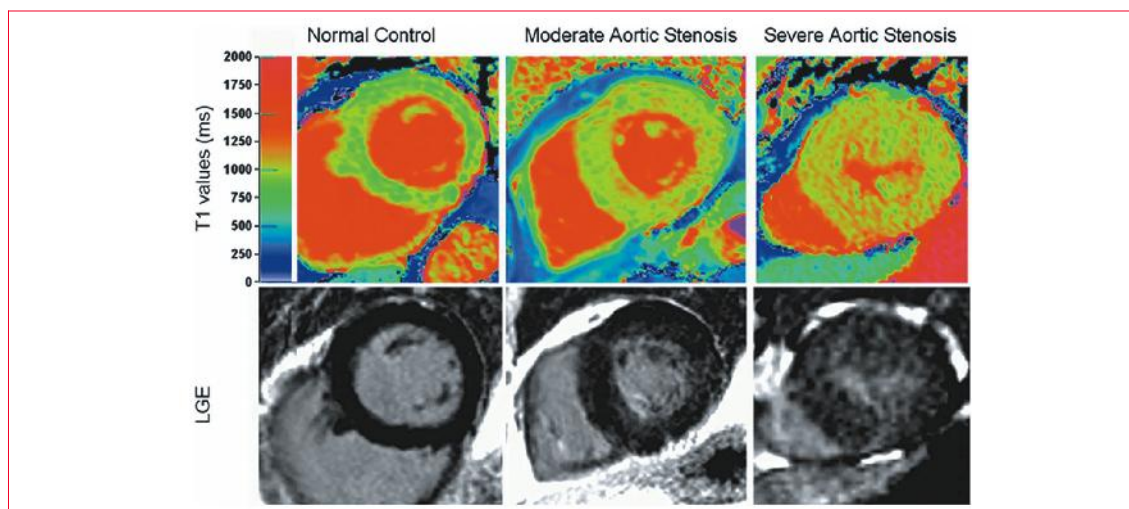 Normal Control
Moderate Aortic Stenosis
Severe Aortic Stenosis
T1 values (ms)
2000
1750
1500
1250
1000
750
500
250
0
LGE